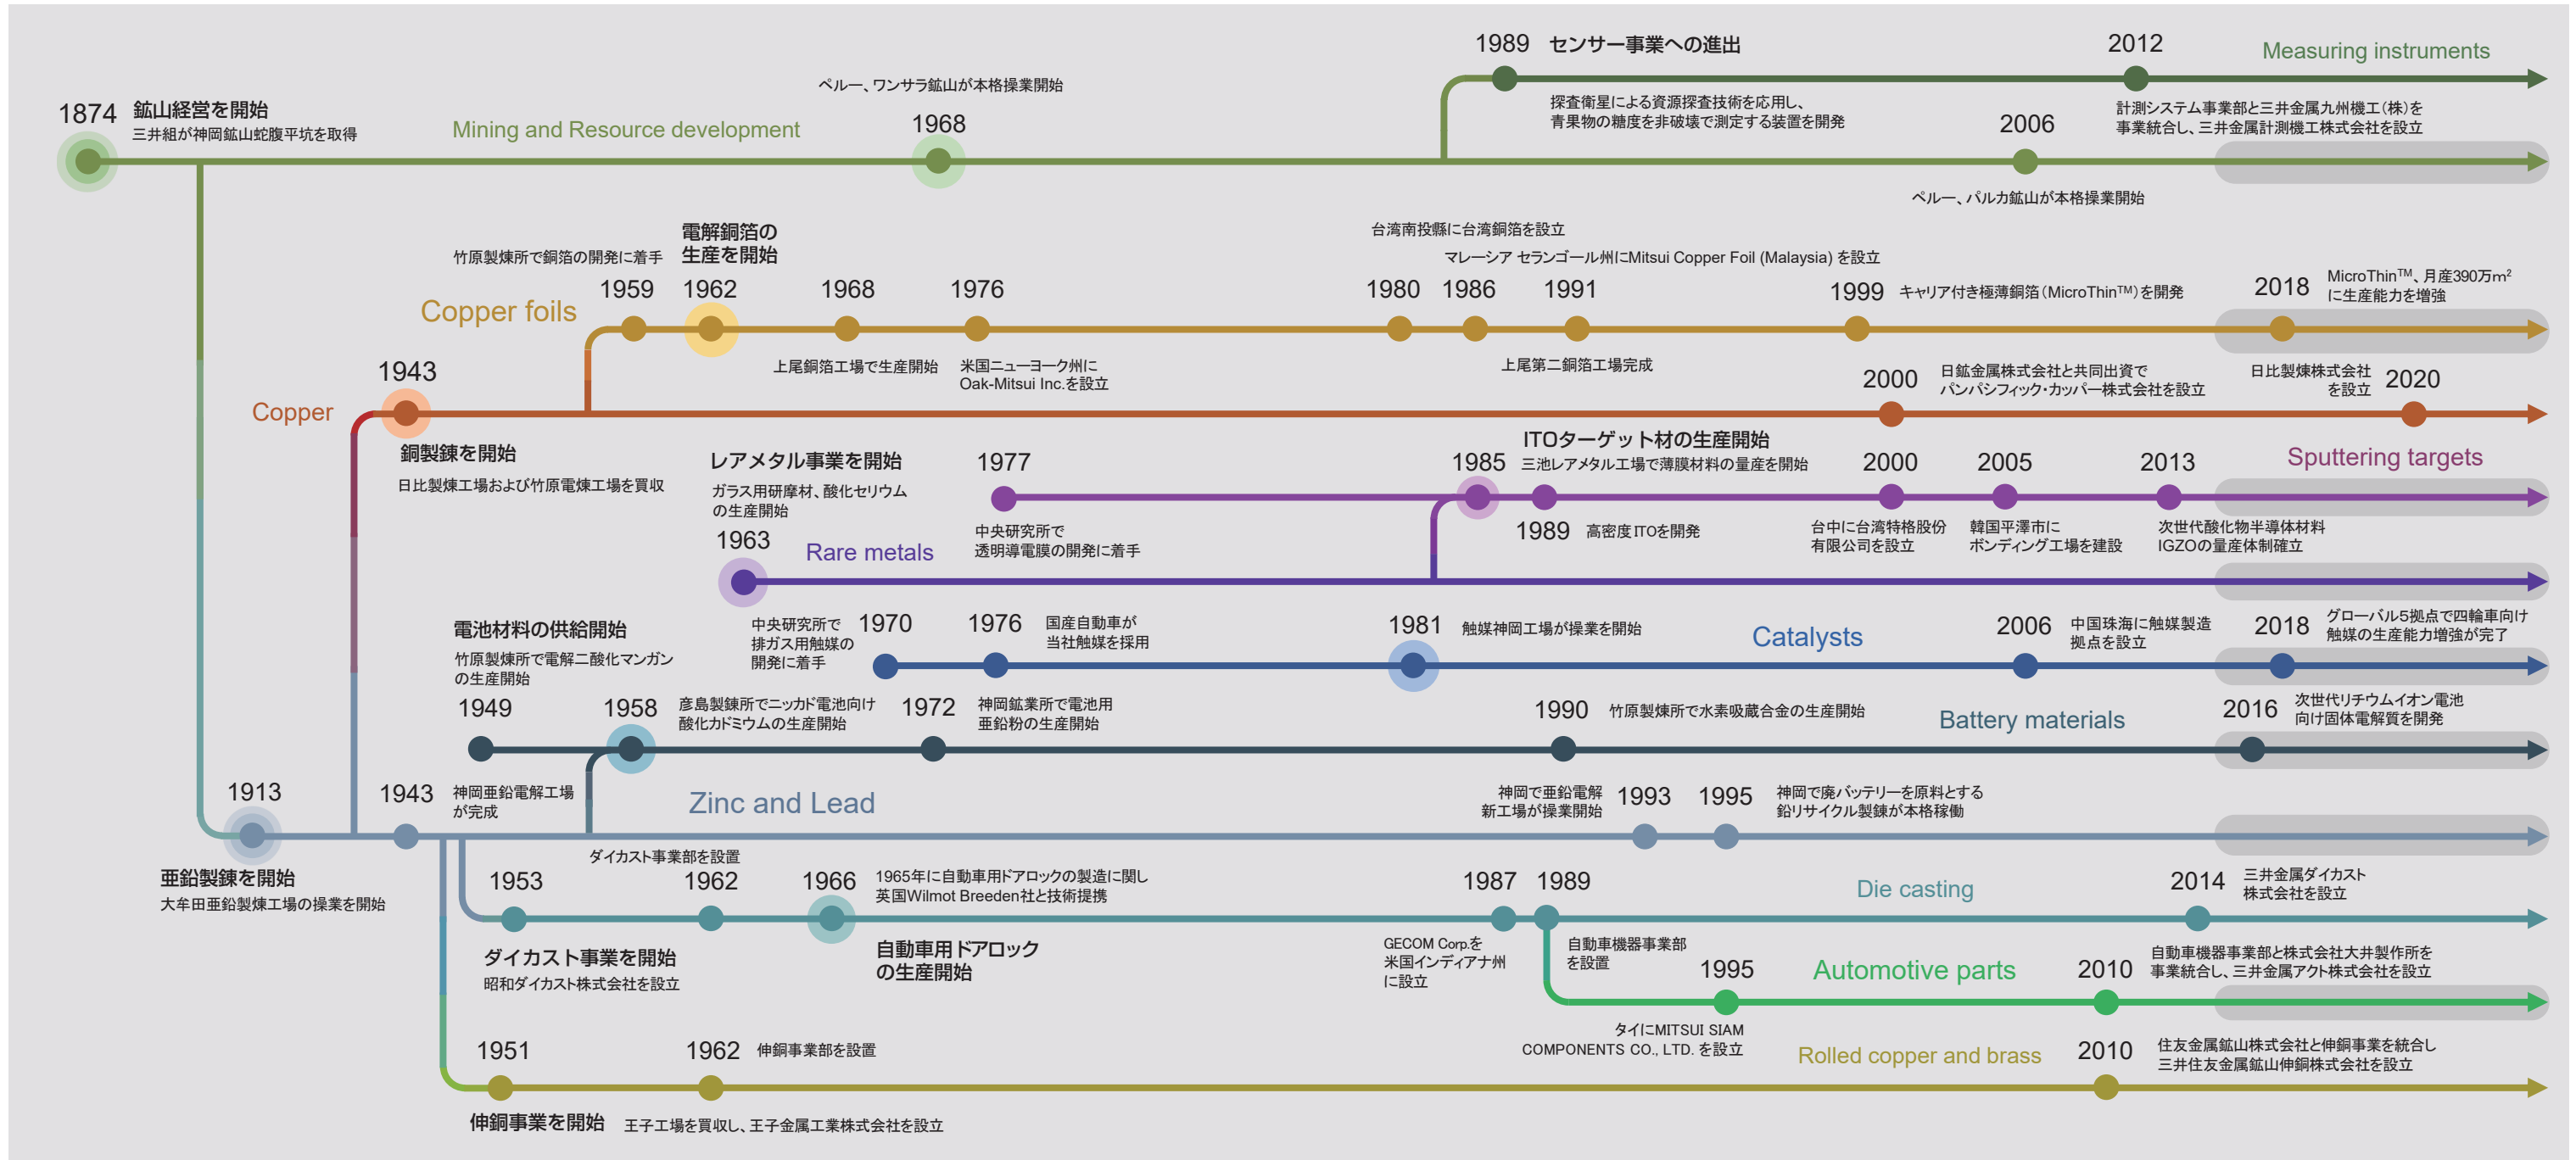 1989 センサー事業への進出
2012
Measuring instruments
探査衛星による資源探査技術を応用し、
青果物の糖度を非破壊で測定する装置を開発
計測システム事業部と三井金属九州機工（株）を
事業統合し、三井金属計測機工株式会社を設立
1874 鉱山経営を開始
三井組が神岡鉱山蛇腹平坑を取得
Mining and Resource development
ペルー、ワンサラ鉱山が本格操業開始
1968
2006
ペルー、パルカ鉱山が本格操業開始
Copper foils
竹原製煉所で銅箔の開発に着手
1959
電解銅箔の
生産を開始
1962
1968
上尾銅箔工場で生産開始
1976
米国ニューヨーク州に
Oak-Mitsui Inc.を設立
台湾南投縣に台湾銅箔を設立
1980
マレーシア セランゴール州にMitsui Copper Foil (Malaysia) を設立
1986
1991
上尾第二銅箔工場完成
1999 キャリア付き極薄銅箔（MicroThin™）を開発
2018
MicroThin™、月産390万m²
に生産能力を増強
Copper
1943
銅製錬を開始
日比製煉工場および竹原電煉工場を買収
2000
日鉱金属株式会社と共同出資で
パンパシフィック・カッパー株式会社を設立
日比製煉株式会社
を設立
2020
1977
中央研究所で
透明導電膜の開発に着手
1985
ITOターゲット材の生産開始
三池レアメタル工場で薄膜材料の量産を開始
1989 高密度ITOを開発
2000
台中に台湾特格股份
有限公司を設立
2005
韓国平澤市に
ボンディング工場を建設
2013
次世代酸化物半導体材料
IGZOの量産体制確立
Sputtering targets
レアメタル事業を開始
ガラス用研摩材、酸化セリウム
の生産開始
1963
Rare metals
中央研究所で
排ガス用触媒の
開発に着手
1970
1976
国産自動車が
当社触媒を採用
1981 触媒神岡工場が操業を開始
Catalysts
2006
中国珠海に触媒製造
拠点を設立
2018
グローバル5拠点で四輪車向け
触媒の生産能力増強が完了
電池材料の供給開始
竹原製煉所で電解二酸化マンガン
の生産開始
1949
1958
彦島製錬所でニッカド電池向け
酸化カドミウムの生産開始
1972
神岡鉱業所で電池用
亜鉛粉の生産開始
1990 竹原製煉所で水素吸蔵合金の生産開始
Battery materials
2016
次世代リチウムイオン電池
向け固体電解質を開発
1913
亜鉛製錬を開始
大牟田亜鉛製煉工場の操業を開始
1943
神岡亜鉛電解工場
が完成
Zinc and Lead
神岡で亜鉛電解
新工場が操業開始
1993
1995
神岡で廃バッテリーを原料とする
鉛リサイクル製錬が本格稼働
1953
ダイカスト事業を開始
昭和ダイカスト株式会社を設立
ダイカスト事業部を設置
1962
1966
1965年に自動車用ドアロックの製造に関し
英国Wilmot Breeden社と技術提携
自動車用ドアロック
の生産開始
1987
GECOM Corp.を
米国インディアナ州
に設立
1989
自動車機器事業部
を設置
Die casting
2014
三井金属ダイカスト
株式会社を設立
1995
タイにMITSUI SIAM
COMPONENTS CO., LTD. を設立
Automotive parts
2010
自動車機器事業部と株式会社大井製作所を
事業統合し、三井金属アクト株式会社を設立
1951
伸銅事業を開始
1962 伸銅事業部を設置
王子工場を買収し、王子金属工業株式会社を設立
Rolled copper and brass
2010
住友金属鉱山株式会社と伸銅事業を統合し
三井住友金属鉱山伸銅株式会社を設立